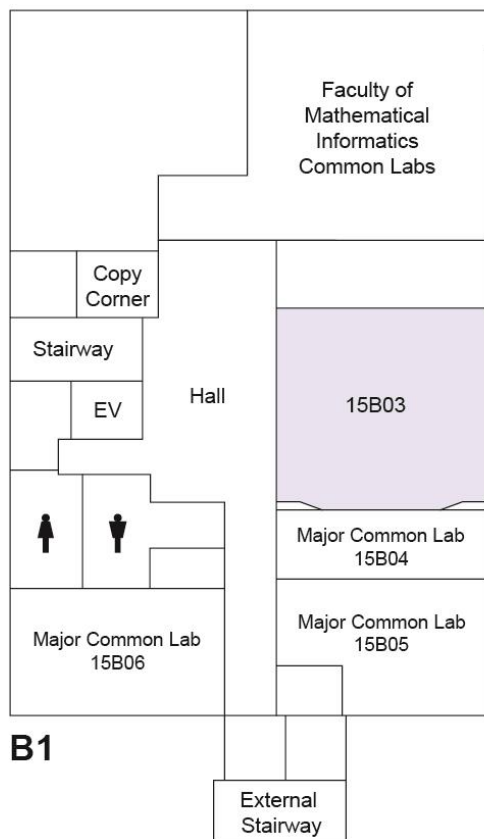 Faculty of
Mathematical
Informatics
Common Labs
Copy
Corner
Stairway
EV
Hall
15B03
Major Common Lab
15B04
Major Common Lab
15B05
Major Common Lab
15B06
B1
External
Stairway